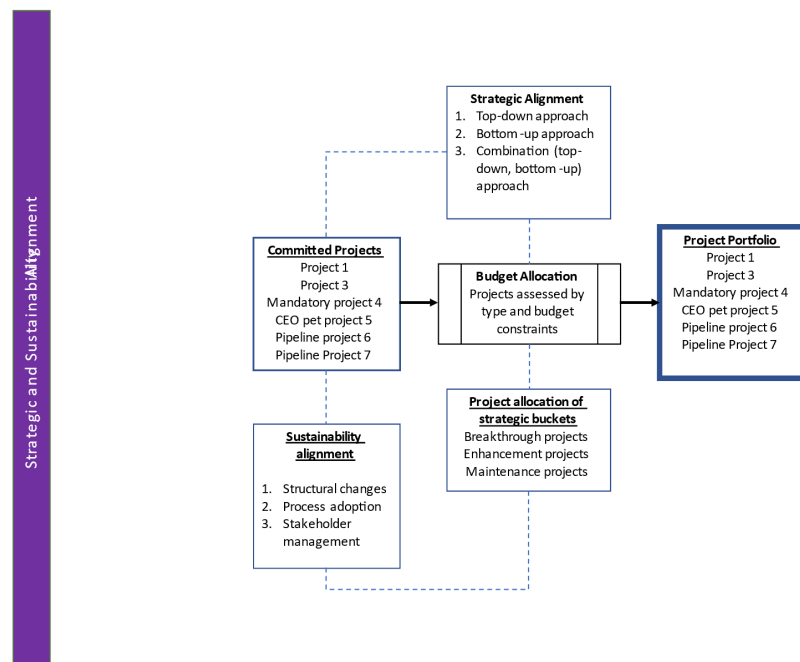 Strategic and Sustainability Alignment
Strategic Alignment
1. Top-down approach
2. Bottom -up approach
3. Combination (top-
down, bottom -up)
approach
Committed Projects
Project 1
Project 3
Mandatory project 4
CEO pet project 5
Pipeline project 6
Pipeline Project 7
Budget Allocation
Projects assessed by
type and budget
constraints
Project Portfolio
Project 1
Project 3
Mandatory project 4
CEO pet project 5
Pipeline project 6
Pipeline Project 7
Sustainability
alignment
1. Structural changes
2. Process adoption
3. Stakeholder
management
Project allocation of
strategic buckets
Breakthrough projects
Enhancement projects
Maintenance projects